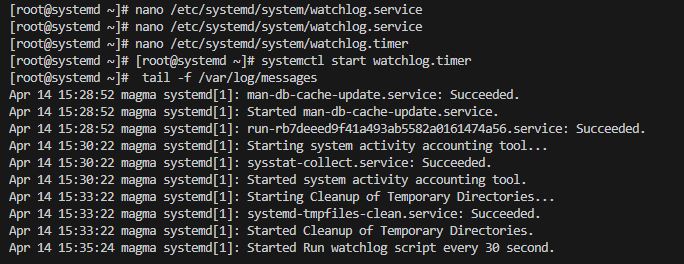 [root@systemd ~]# nano /etc/systemd/system/watchlog.service
[root@systemd ~]# nano /etc/systemd/system/watchlog.service
[root@systemd ~]# nano /etc/systemd/system/watchlog.timer
[root@systemd ~]# [root@systemd ~]# systemctl start watchlog.timer
[root@systemd ~]#  tail -f /var/log/messages
Apr 14 15:28:52 magma systemd[1]: man-db-cache-update.service: Succeeded.
Apr 14 15:28:52 magma systemd[1]: Started man-db-cache-update.service.
Apr 14 15:28:52 magma systemd[1]: run-rb7deeed9f41a493ab5582a0161474a56.service: Succeeded.
Apr 14 15:30:22 magma systemd[1]: Starting system activity accounting tool...
Apr 14 15:30:22 magma systemd[1]: sysstat-collect.service: Succeeded.
Apr 14 15:30:22 magma systemd[1]: Started system activity accounting tool.
Apr 14 15:33:22 magma systemd[1]: Starting Cleanup of Temporary Directories...
Apr 14 15:33:22 magma systemd[1]: systemd-tmpfiles-clean.service: Succeeded.
Apr 14 15:33:22 magma systemd[1]: Started Cleanup of Temporary Directories.
Apr 14 15:35:24 magma systemd[1]: Started Run watchlog script every 30 second.